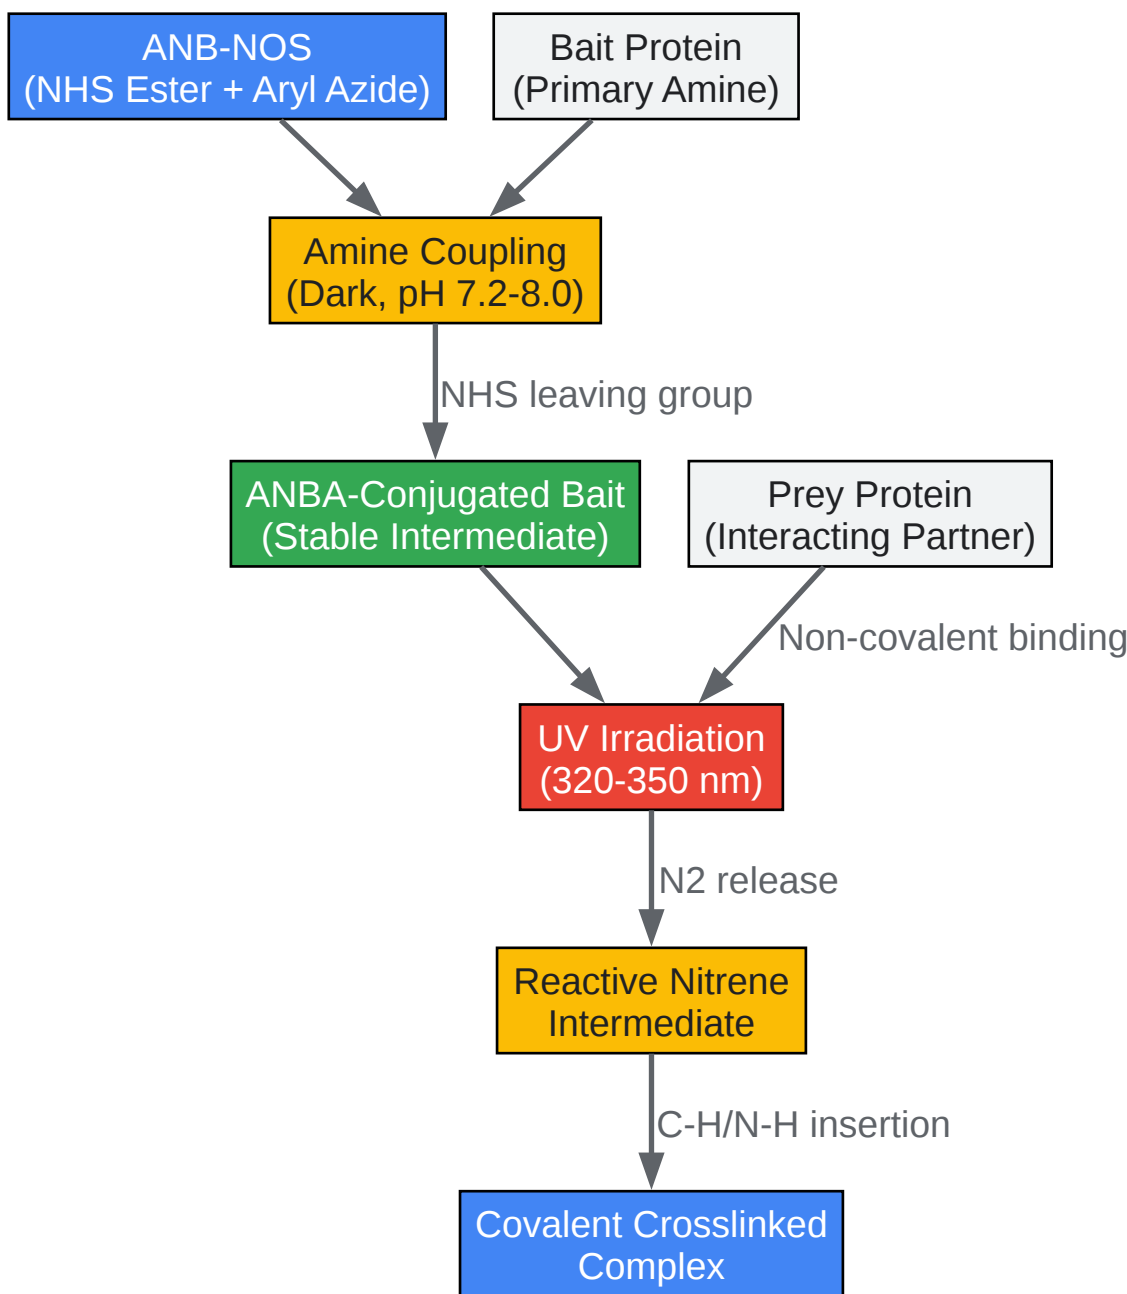 ANB-NOS
(NHS Ester + Aryl Azide)
Bait Protein
(Primary Amine)
Amine Coupling
(Dark, pH 7.2-8.0)
NHS leaving group
ANBA-Conjugated Bait
(Stable Intermediate)
Prey Protein
(Interacting Partner)
Non-covalent binding
UV Irradiation
(320-350 nm)
N2 release
Reactive Nitrene
Intermediate
C-H/N-H insertion
Covalent Crosslinked
Complex